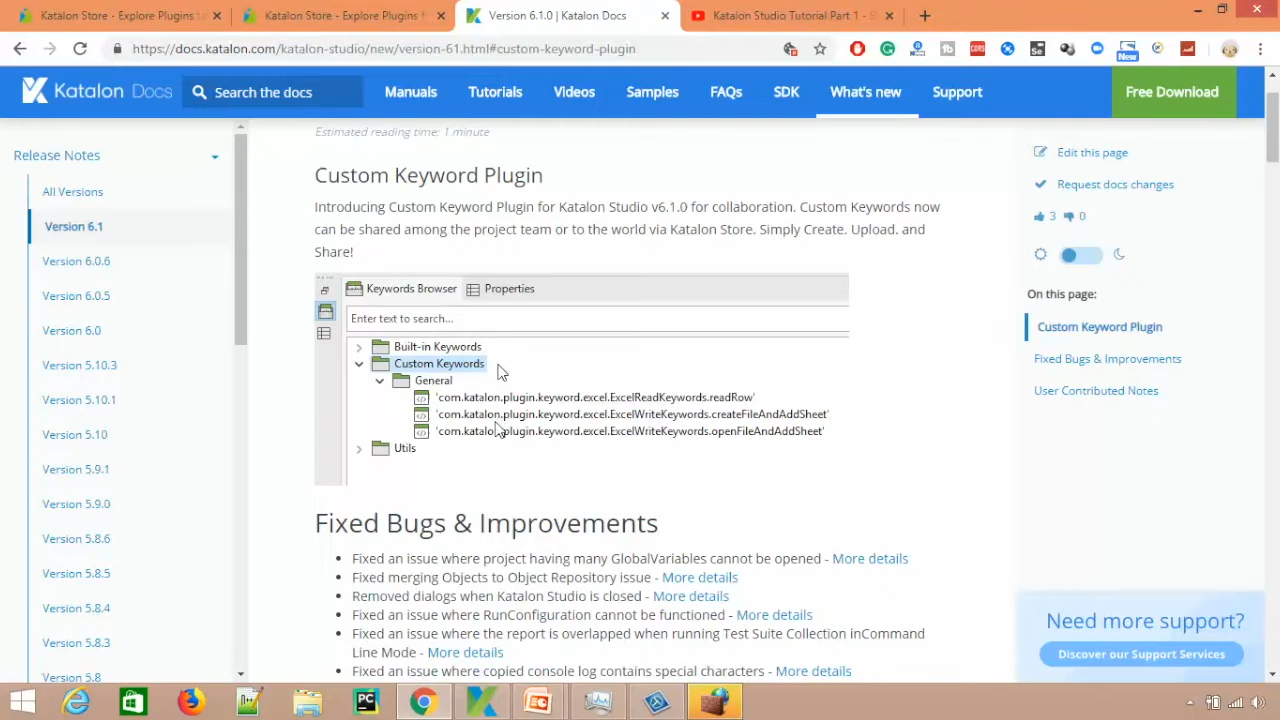 Katalon Store - Explore Plugins t
Katalon Store - Explore Plugins f
Version 6.1.0 | Katalon Docs
Katalon Studio Tutorial Part 1 - S
https://docs.katalon.com/katalon-studio/new/version-61.html#custom-keyword-plugin
Katalon Docs
Search the docs
Manuals
Tutorials
Videos
Samples
FAQs
SDK
What's new
Support
Free Download
Release Notes
All Versions
Version 6.1
Version 6.0.6
Version 6.0.5
Version 6.0
Version 5.10.3
Version 5.10.1
Version 5.10
Version 5.9.1
Version 5.9.0
Version 5.8.6
Version 5.8.5
Version 5.8.4
Version 5.8.3
Version 5.8
Estimated reading time: 1 minute
Custom Keyword Plugin
Introducing Custom Keyword Plugin for Katalon Studio v6.1.0 for collaboration. Custom Keywords now
can be shared among the project team or to the world via Katalon Store. Simply Create. Upload. and
Share!
Keywords Browser
Properties
Enter text to search...
Built-in Keywords
Custom Keywords
General
'com.katalon.plugin.keyword.excel.ExcelReadKeywords.readRow'
'com.katalon.plugin.keyword.excel.ExcelWriteKeywords.createFileAndAddSheet'
'com.katalon.plugin.keyword.excel.ExcelWriteKeywords.openFileAndAddSheet'
Utils
Fixed Bugs & Improvements
Fixed an issue where project having many GlobalVariables cannot be opened - More details
Fixed merging Objects to Object Repository issue - More details
Removed dialogs when Katalon Studio is closed - More details
Fixed an issue where RunConfiguration cannot be functioned - More details
Fixed an issue where the report is overlapped when running Test Suite Collection inCommand
Line Mode - More details
Fixed an issue where copied console log contains special characters - More details
Edit this page
Request docs changes
3
0
On this page:
Custom Keyword Plugin
Fixed Bugs & Improvements
User Contributed Notes
Need more support?
Discover our Support Services
New
CORS
Se
PC